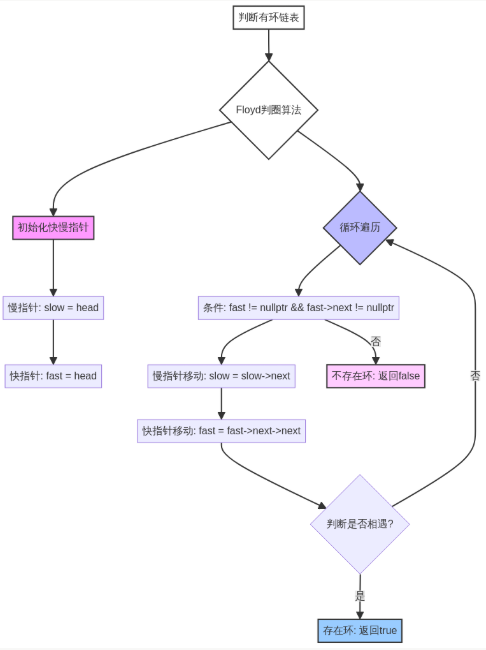 判断有环链表
Floyd判圈算法
初始化快慢指针
循环遍历
慢指针: slow = head
条件: fast != nullptr && fast->next != nullptr
否
快指针: fast = head
慢指针移动: slow = slow->next
不存在环: 返回false
否
快指针移动: fast = fast->next->next
判断是否相遇?
是
存在环: 返回true